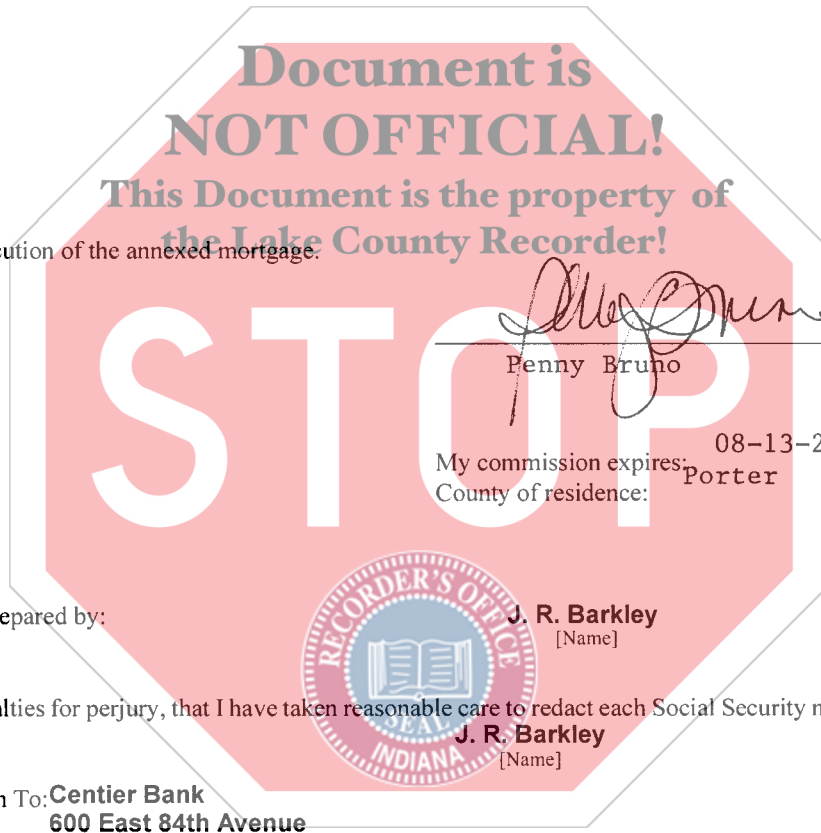 Document is
NOT OFFICIAL!
This Document is the property of
the Lake County Recorder!
ution of the annexed mortgage.
STOP
Penny Bruno
08-13-2
My commission expires:
Porter
County of residence:
RECORDER'S OFFICE
SEAL
INDIANA
epared by:
J. R. Barkley
[Name]
lties for perjury, that I have taken reasonable care to redact each Social Security n
J. R. Barkley
[Name]
n To: Centier Bank
600 East 84th Avenue